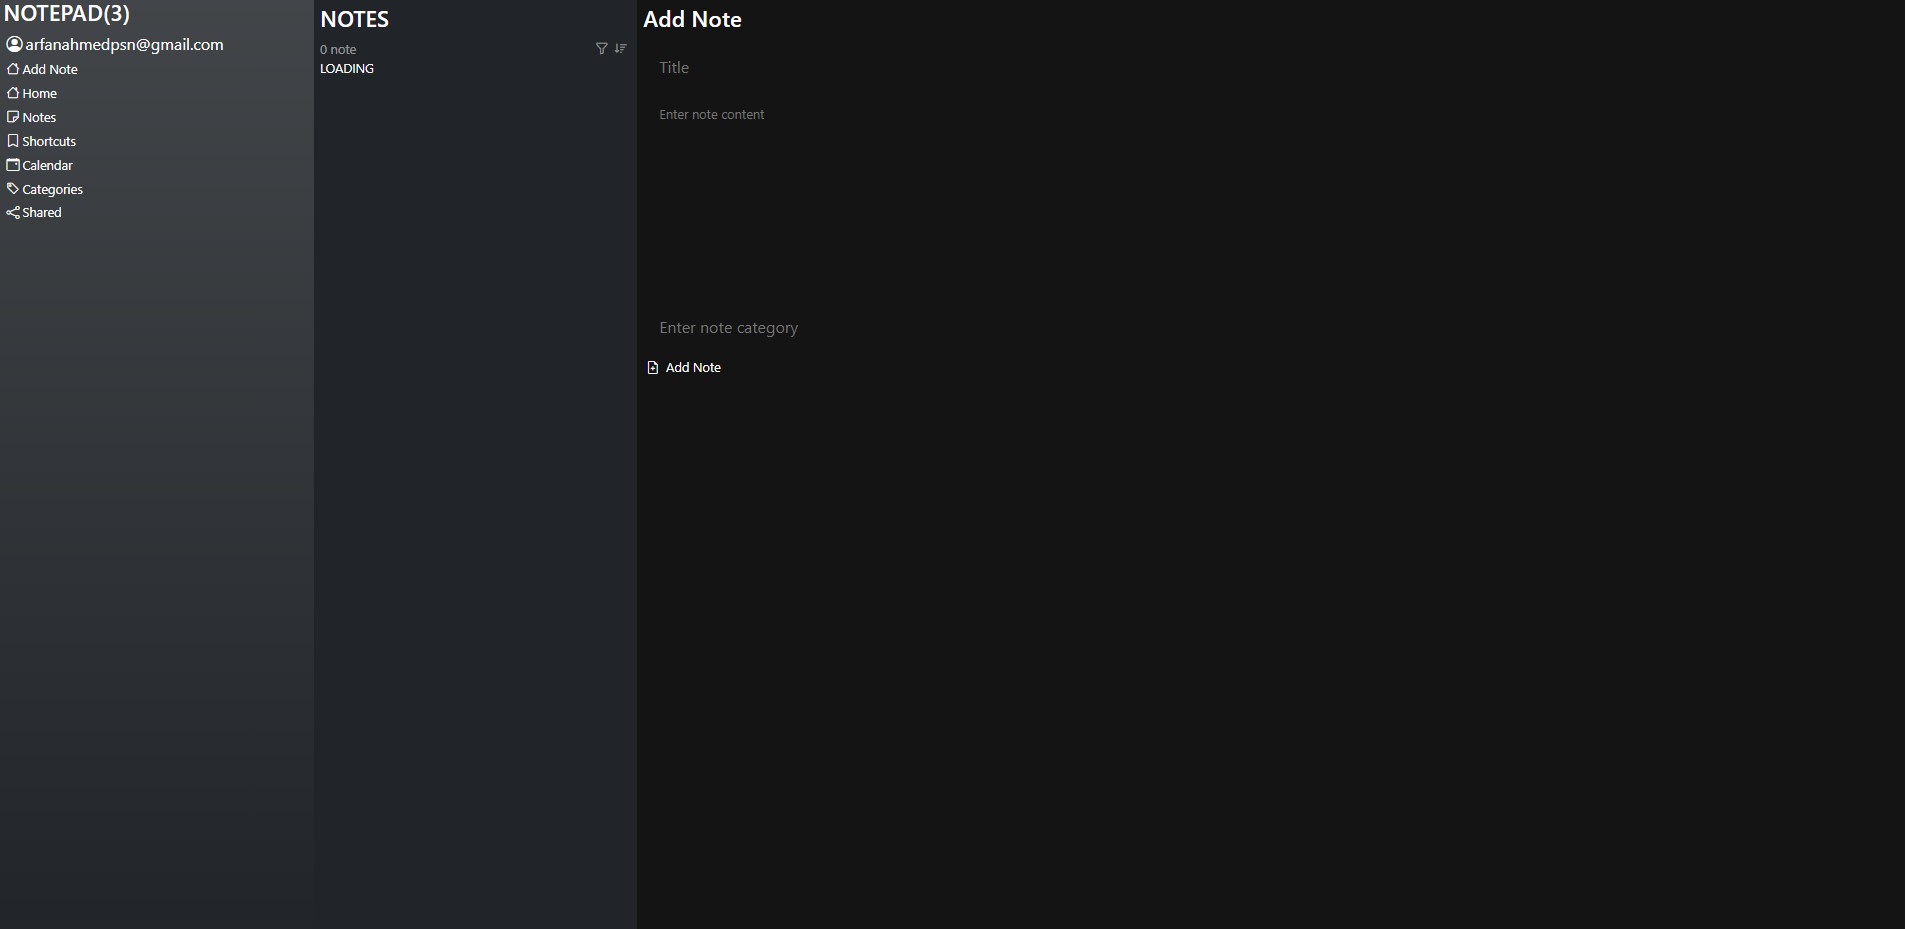 NOTEPAD(3)
arfanahmedpsn@gmail.com
Add Note
Home
Notes
Shortcuts
Calendar
Categories
Shared
NOTES
0 note
LOADING
Add Note
Title
Enter note content
Enter note category
Add Note